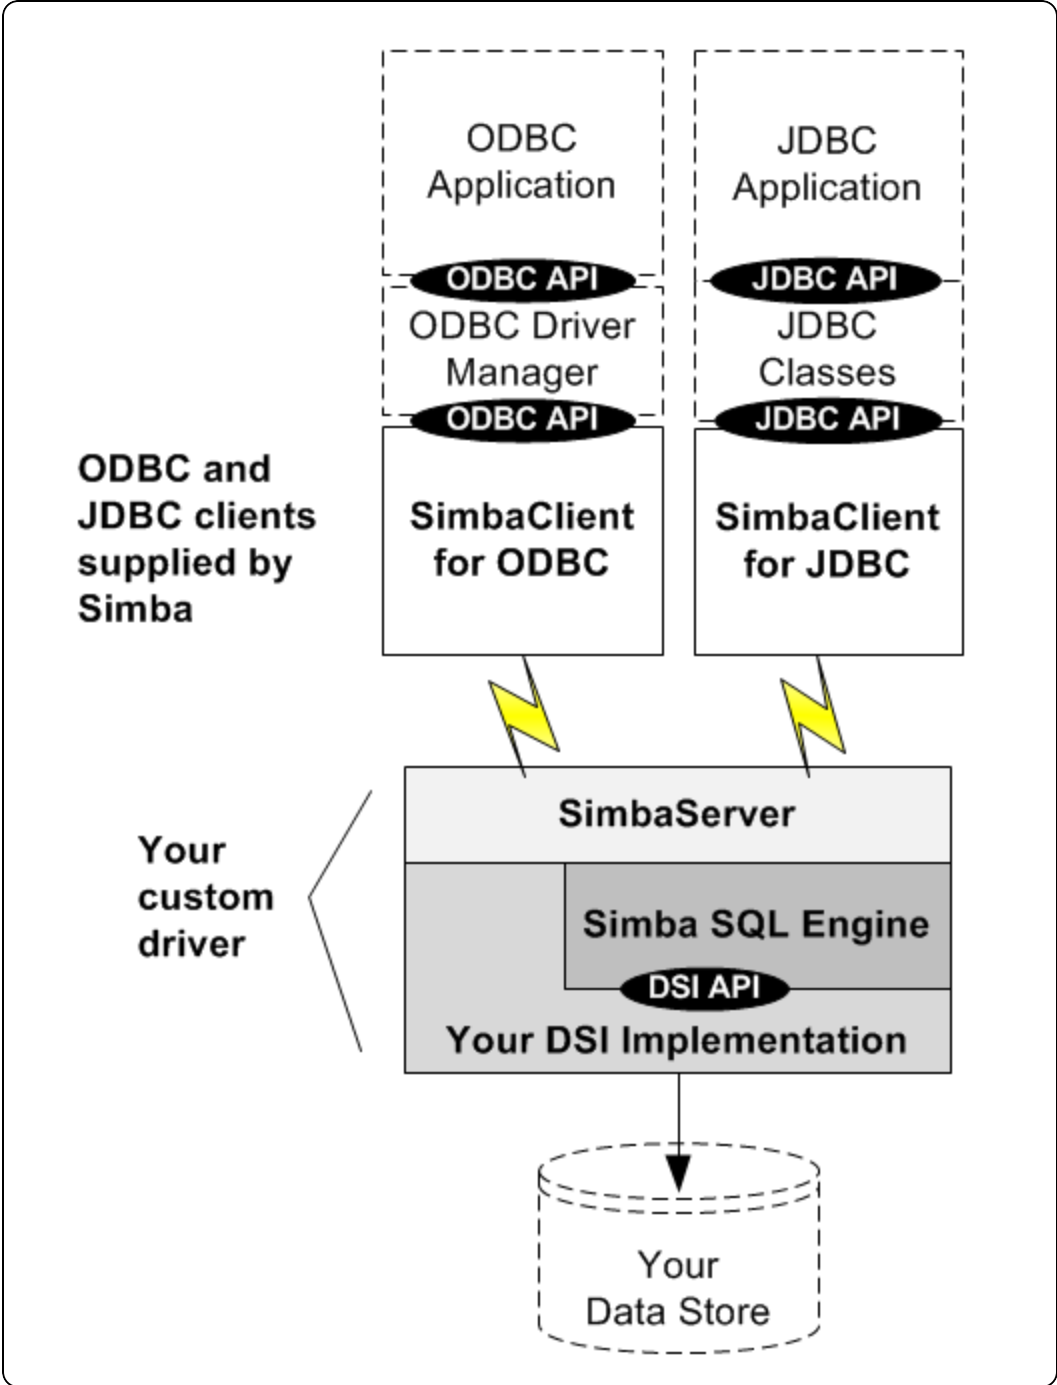 ODBC
Application
JDBC
Application
ODBC API
JDBC API
ODBC Driver
Manager
JDBC
Classes
ODBC API
JDBC API
ODBC and
JDBC clients
supplied by
Simba
SimbaClient
for ODBC
SimbaClient
for JDBC
SimbaServer
Your
custom
driver
Simba SQL Engine
DSI API
Your DSI Implementation
Your
Data Store